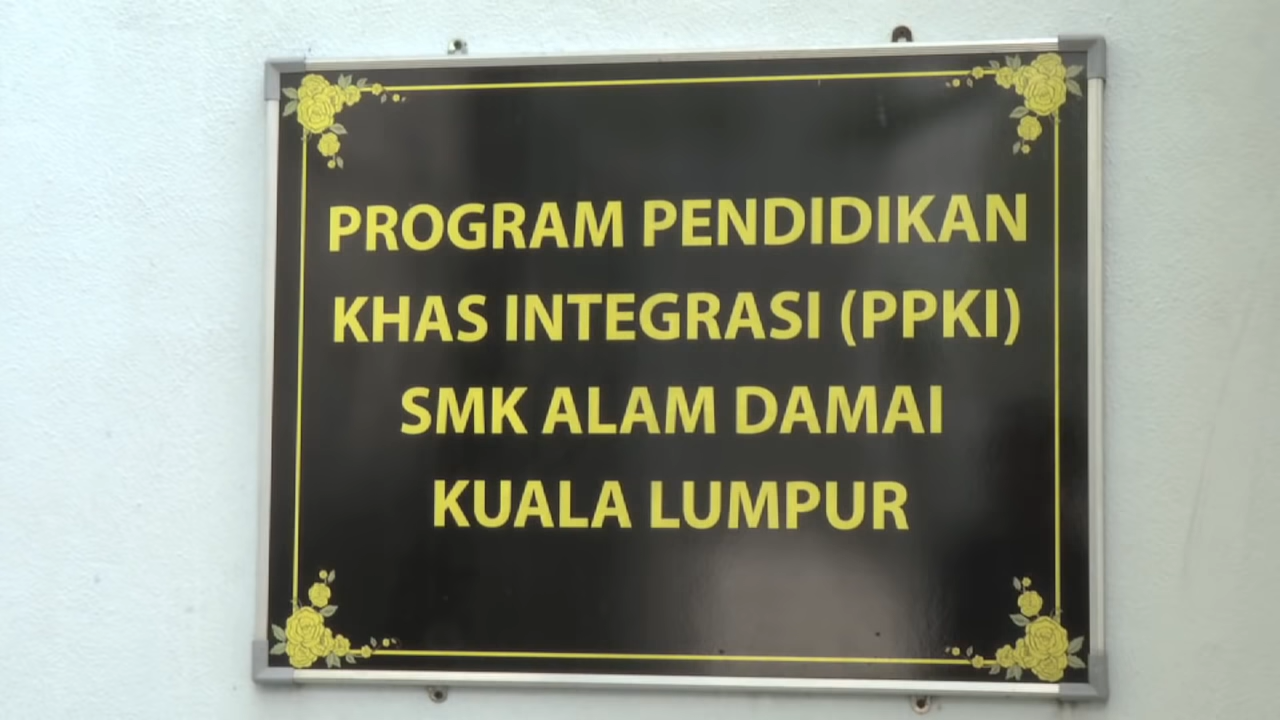 PROGRAM PENDIDIKAN
KHAS INTEGRASI (PPKI)
SMK ALAM DAMAI
KUALA LUMPUR